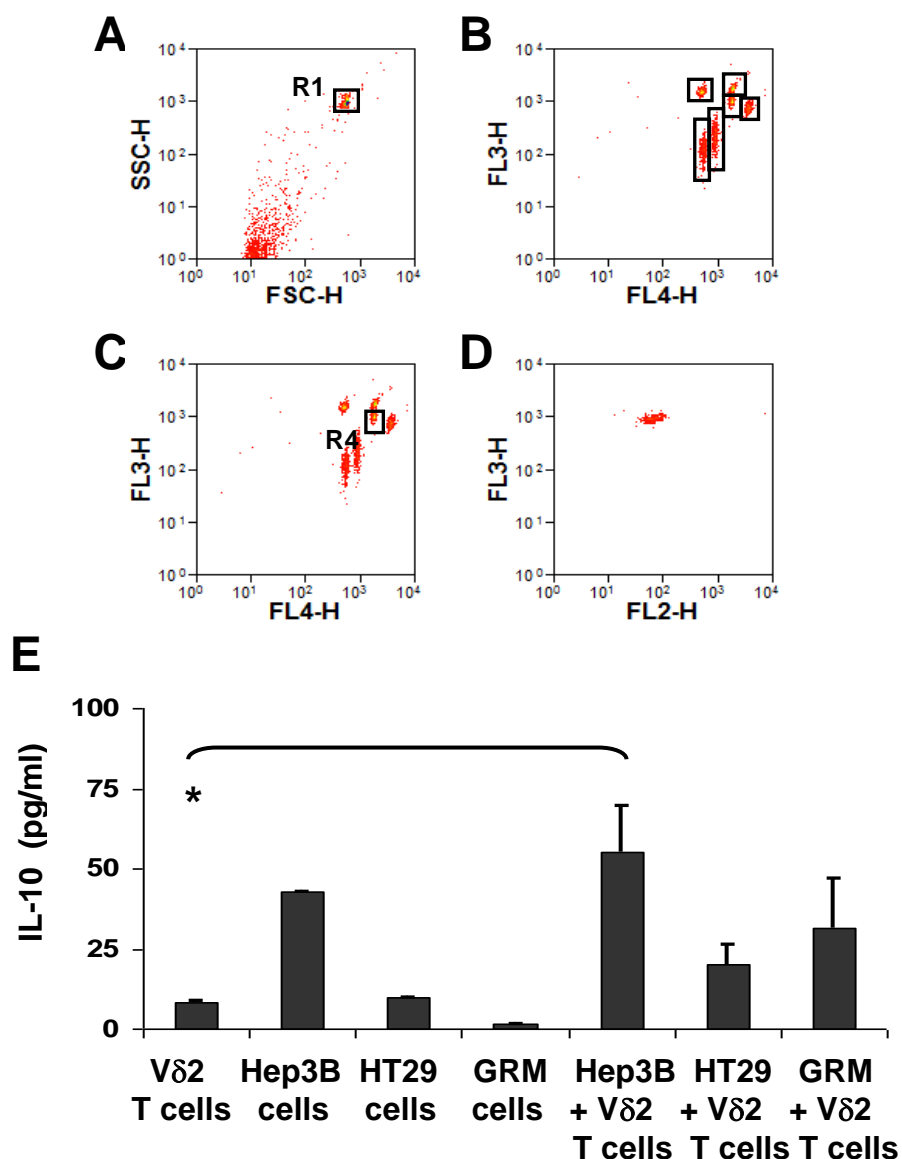 A
B
10⁴
10³
10²
10¹
10⁰
SSC-H
R1
10⁰ 10¹ 10² 10³ 10⁴
FSC-H
10⁴
10³
10²
10¹
10⁰
FL3-H
10⁰ 10¹ 10² 10³ 10⁴
FL4-H
C
D
10⁴
10³
10²
10¹
10⁰
FL3-H
R4
10⁰ 10¹ 10² 10³ 10⁴
FL4-H
10⁴
10³
10²
10¹
10⁰
FL3-H
10⁰ 10¹ 10² 10³ 10⁴
FL2-H
E
IL-10 (pg/ml)
100
75
50
25
0
*
Vδ2
T cells
Hep3B
cells
HT29
cells
GRM
cells
Hep3B
+ Vδ2
T cells
HT29
+ Vδ2
T cells
GRM
+ Vδ2
T cells